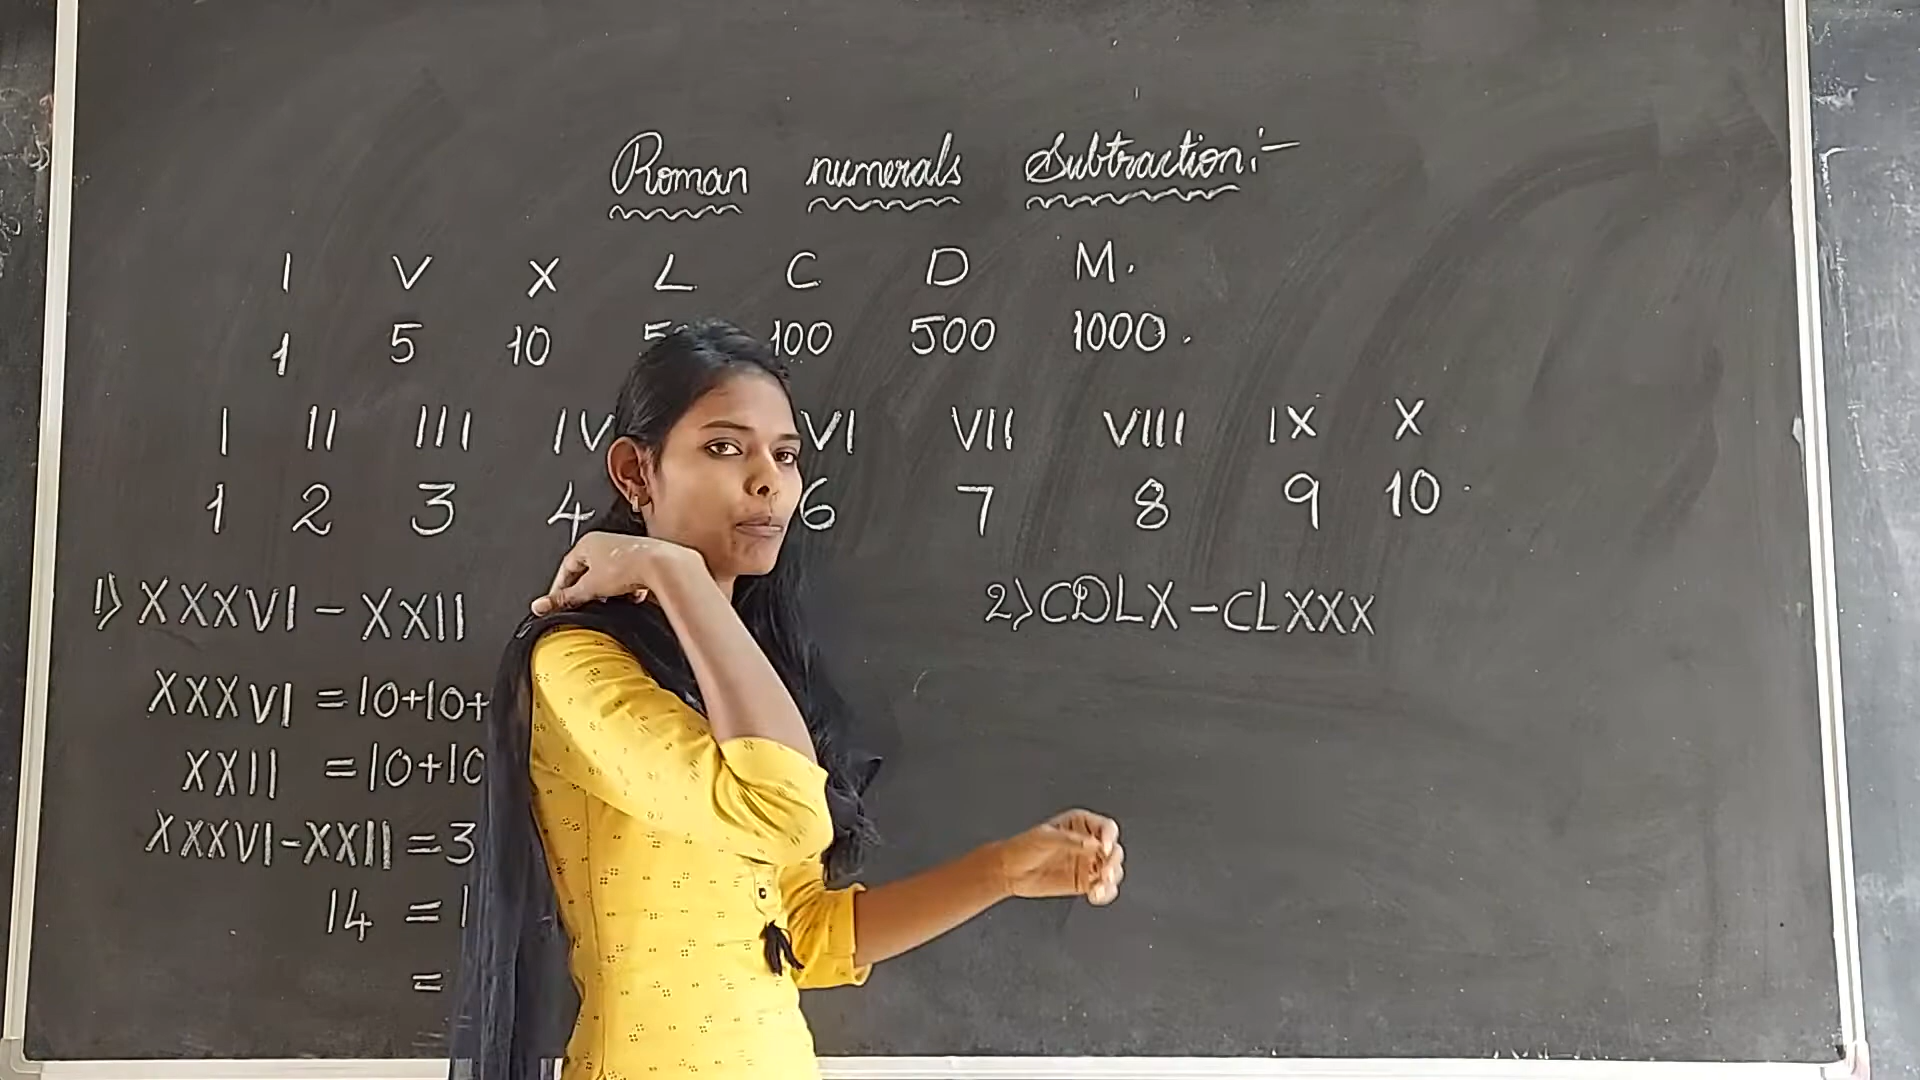 Roman numerals Subtraction:-
I V X L C D M.
1 5 10 100 500 1000.
I II III IV VI VII VIII IX X
1 2 3 4 6 7 8 9 10.
1) XXXVI - XXII
XXXVI = 10+10+
XXII = 10+10
XXXVI-XXII = 3
14 = 1
=
2) CDLX - CLXXX